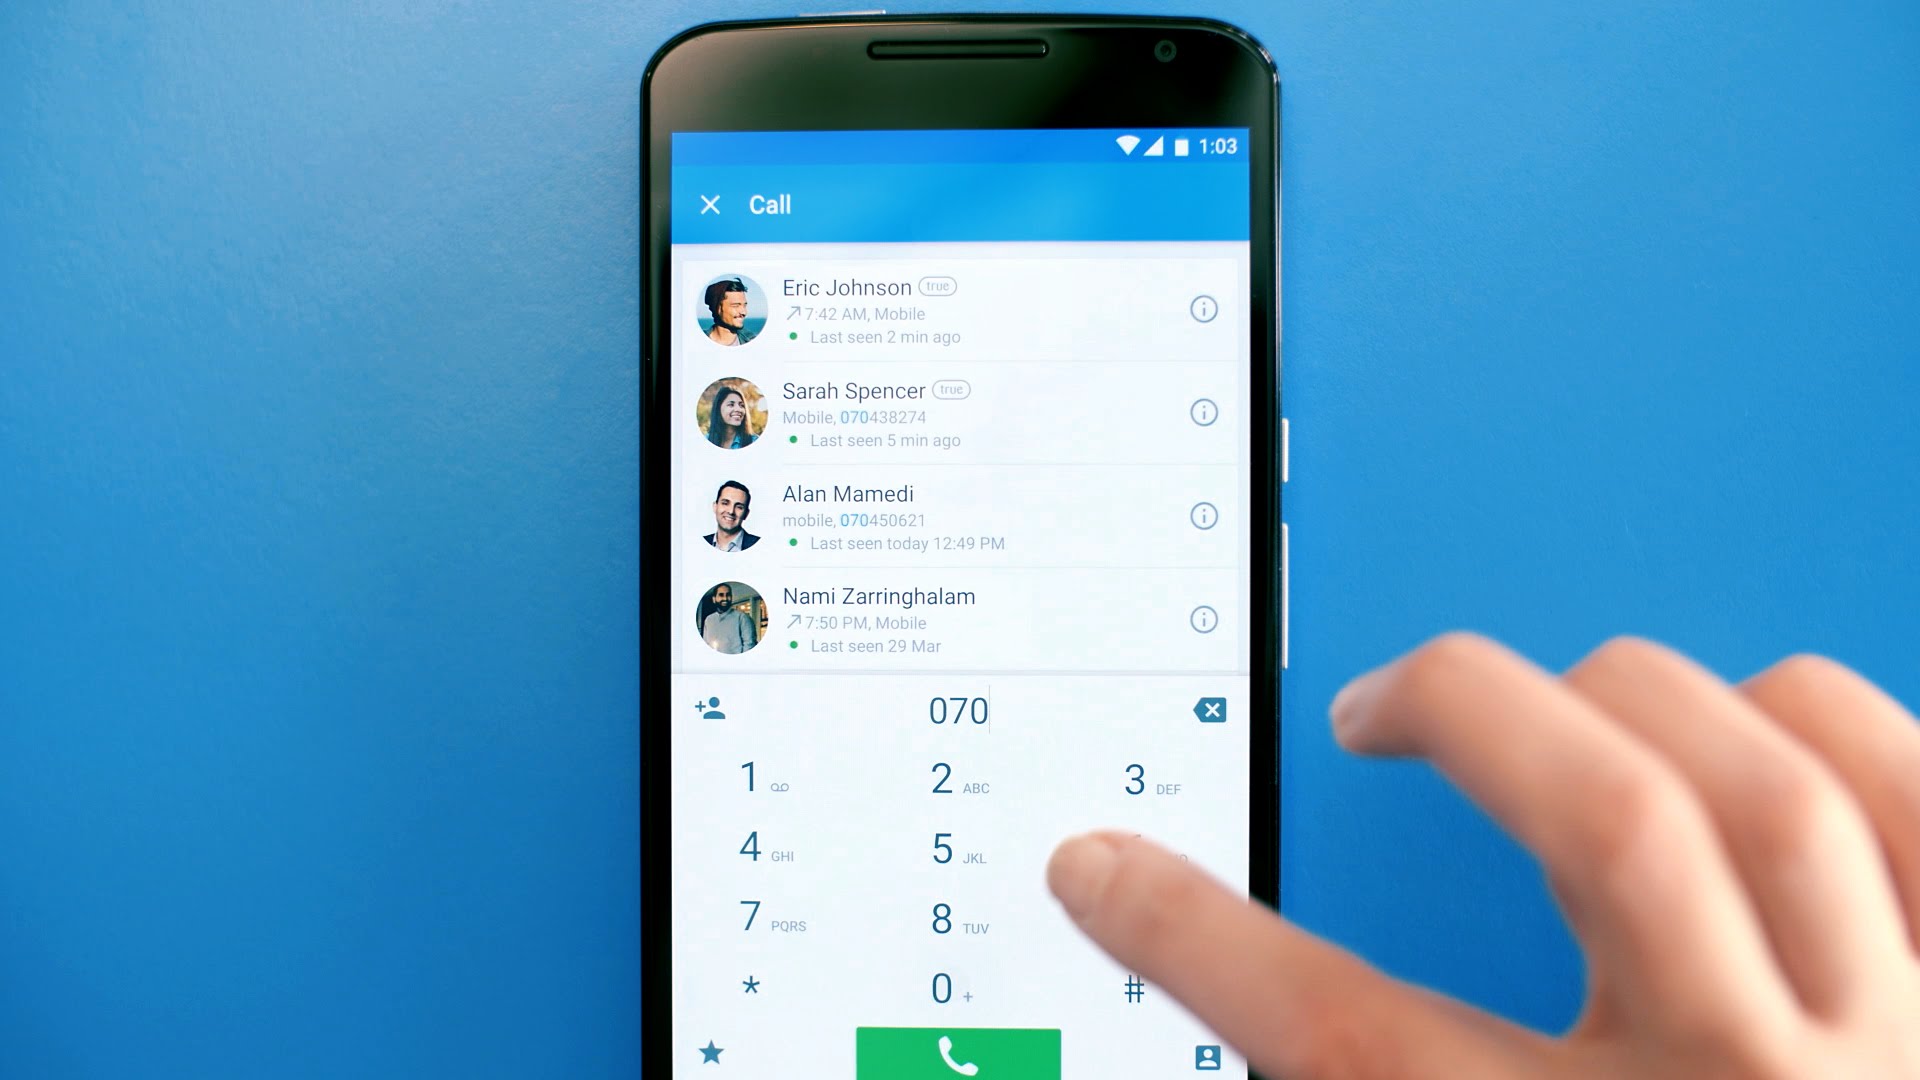 1:03
Call
Eric Johnson true
7:42 AM, Mobile
Last seen 2 min ago
Sarah Spencer true
Mobile, 070438274
Last seen 5 min ago
Alan Mamedi
mobile, 070450621
Last seen today 12:49 PM
Nami Zarringhalam
7:50 PM, Mobile
Last seen 29 Mar
070
1 2 ABC 3 DEF
4 GHI 5 JKL
7 PQRS 8 TUV
* 0 + #